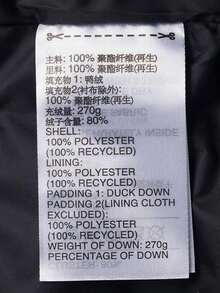 主料: 100% 聚酯纤维(再生)
里料: 100% 聚酯纤维(再生)
填充物1: 鸭绒
填充物2(衬布除外):
100% 聚酯纤维(再生)
充绒量: 270g
绒子含量: 80%
SHELL:
100% POLYESTER
(100% RECYCLED)
LINING:
100% POLYESTER
(100% RECYCLED)
PADDING 1: DUCK DOWN
PADDING 2(LINING CLOTH
EXCLUDED):
100% POLYESTER
(100% RECYCLED)
WEIGHT OF DOWN: 270g
PERCENTAGE OF DOWN